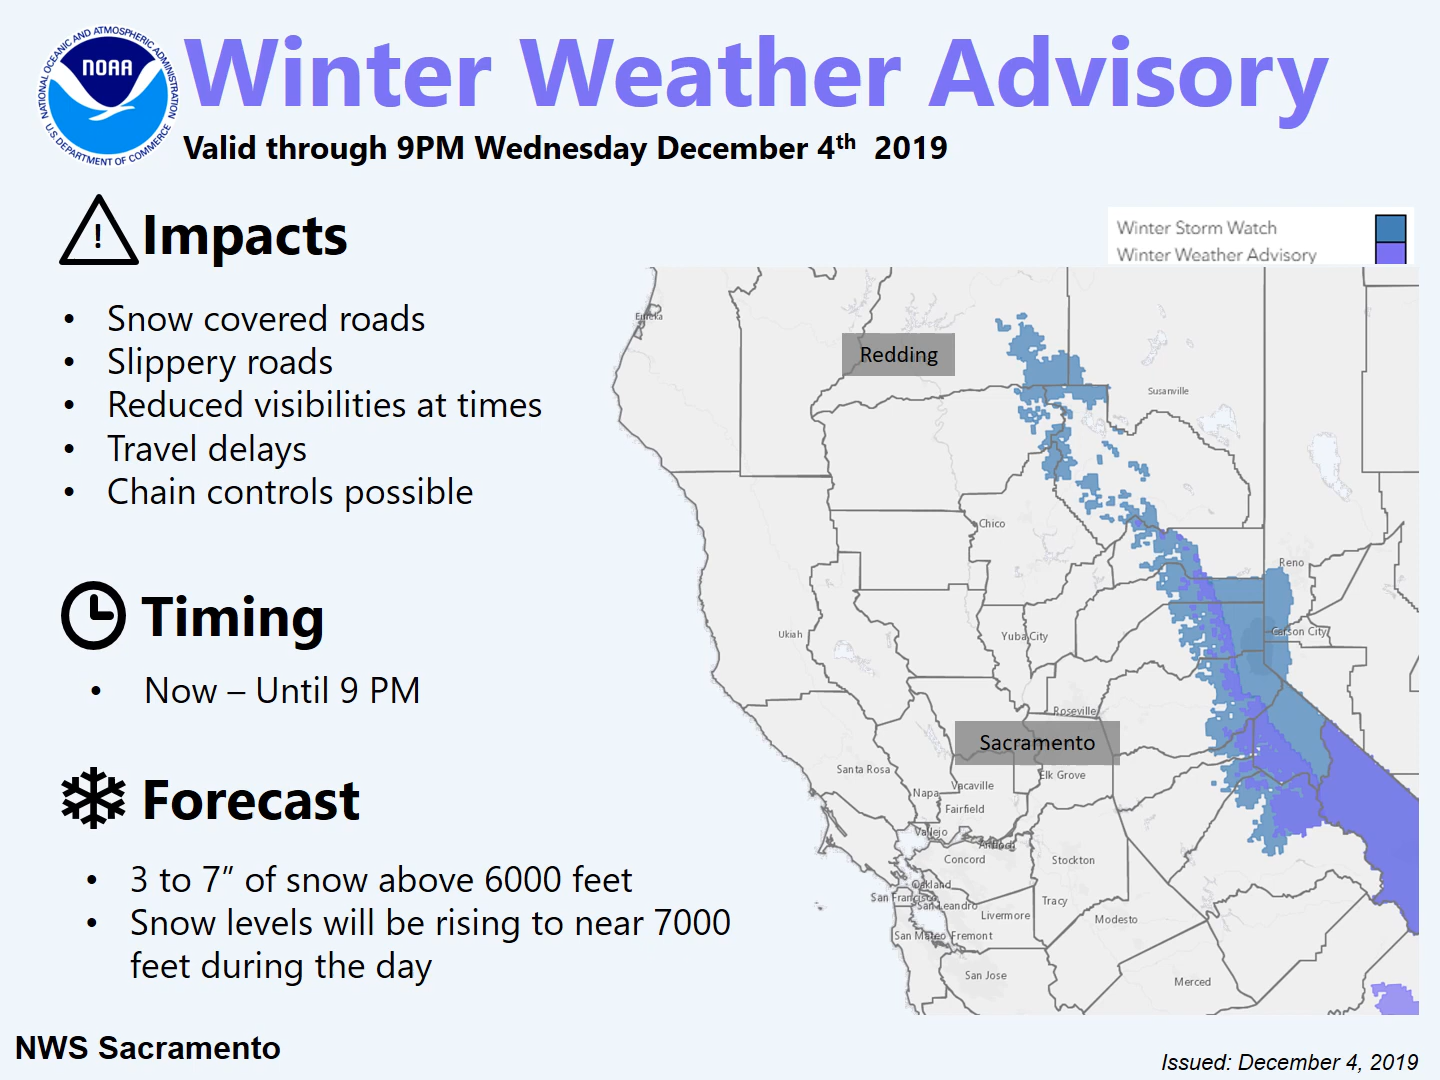 NATIONAL OCEANIC AND ATMOSPHERIC ADMINISTRATION
U.S. DEPARTMENT OF COMMERCE
NOAA
Winter Weather Advisory
Valid through 9PM Wednesday December 4th 2019
Impacts
• Snow covered roads
• Slippery roads
• Reduced visibilities at times
• Travel delays
• Chain controls possible
Timing
• Now – Until 9 PM
Forecast
• 3 to 7” of snow above 6000 feet
• Snow levels will be rising to near 7000
feet during the day
NWS Sacramento
Winter Storm Watch
Winter Weather Advisory
Eureka
Redding
Susanville
Chico
Reno
Ukiah
Yuba City
Carson City
Roseville
Sacramento
Santa Rosa
Elk Grove
Vacaville
Napa
Fairfield
Vallejo
Antioch
Concord
Stockton
Oakland
San Francisco
San Leandro
Tracy
Livermore
Modesto
San Mateo
Fremont
San Jose
Merced
Issued: December 4, 2019